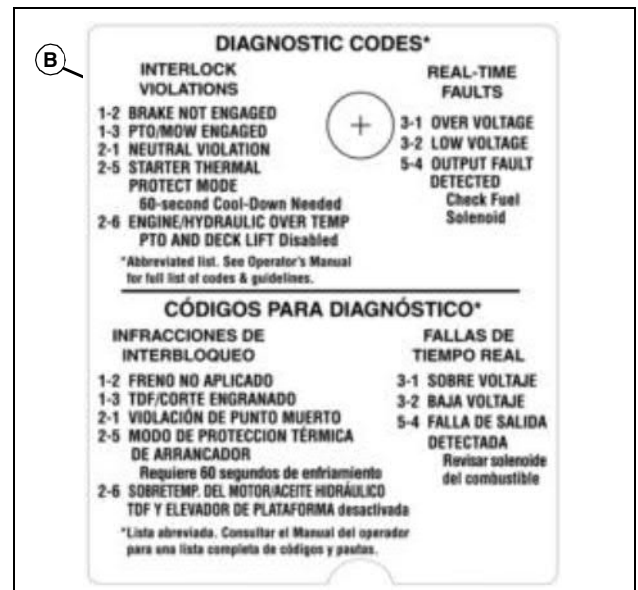 B
DIAGNOSTIC CODES*
INTERLOCK
VIOLATIONS
1-2 BRAKE NOT ENGAGED
1-3 PTO/MOW ENGAGED
2-1 NEUTRAL VIOLATION
2-5 STARTER THERMAL
PROTECT MODE
60-second Cool-Down Needed
2-6 ENGINE/HYDRAULIC OVER TEMP
PTO AND DECK LIFT Disabled
*Abbreviated list. See Operator's Manual
for full list of codes & guidelines.
REAL-TIME
FAULTS
3-1 OVER VOLTAGE
3-2 LOW VOLTAGE
5-4 OUTPUT FAULT
DETECTED
Check Fuel
Solenoid
CÓDIGOS PARA DIAGNÓSTICO*
INFRACCIONES DE
INTERBLOQUEO
1-2 FRENO NO APLICADO
1-3 TDF/CORTE ENGRANADO
2-1 VIOLACIÓN DE PUNTO MUERTO
2-5 MODO DE PROTECCION TÉRMICA
DE ARRANCADOR
Requiere 60 segundos de enfriamiento
2-6 SOBRETEMP. DEL MOTOR/ACEITE HIDRÁULICO
TDF Y ELEVADOR DE PLATAFORMA desactivada
*Lista abreviada. Consultar el Manual del operador
para una lista completa de códigos y pautas.
FALLAS DE
TIEMPO REAL
3-1 SOBRE VOLTAJE
3-2 BAJA VOLTAJE
5-4 FALLA DE SALIDA
DETECTADA
Revisar solenoide
del combustible